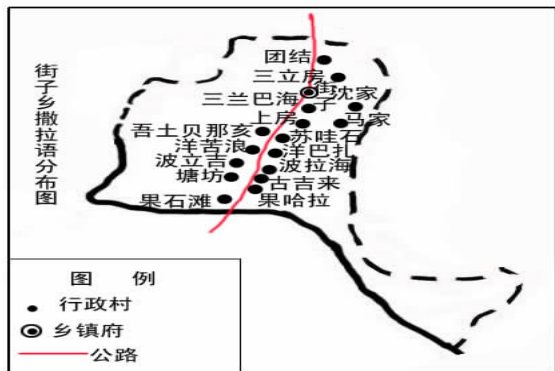 街子乡撒拉语分布图
团结
三立房
街子
沈家
三兰巴海
上房
马家
吾土贝那亥
苏哇石
洋苦浪
洋巴扎
波立吉
波拉海
塘坊
古吉来
果石滩
果哈拉
图 例
行政村
乡镇府
公路